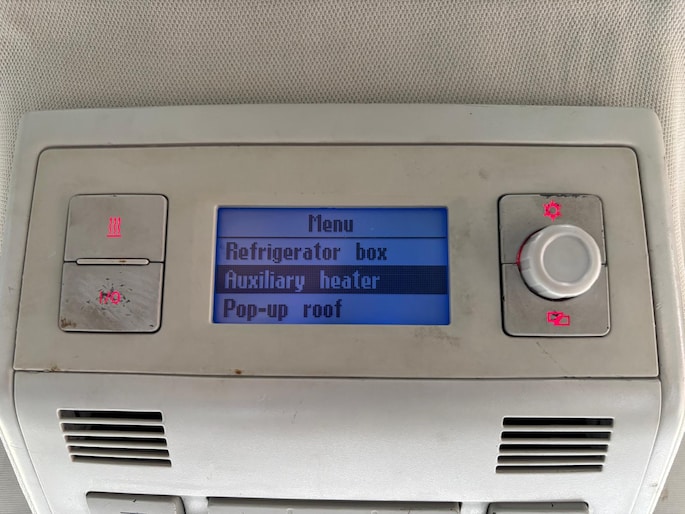 Menu
Refrigerator box
Auxiliary heater
Pop-up roof